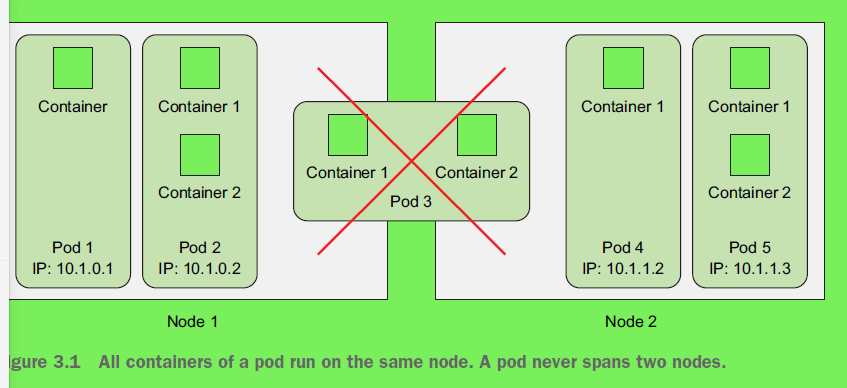 Container
Container 1
Container 2
Pod 1
IP: 10.1.0.1
Pod 2
IP: 10.1.0.2
Container 1
Container 2
Pod 3
Container 1
Pod 4
IP: 10.1.1.2
Container 1
Container 2
Pod 5
IP: 10.1.1.3
Node 1
Node 2
igure 3.1 All containers of a pod run on the same node. A pod never spans two nodes.